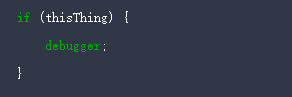 if (thisThing) {
debugger;
}